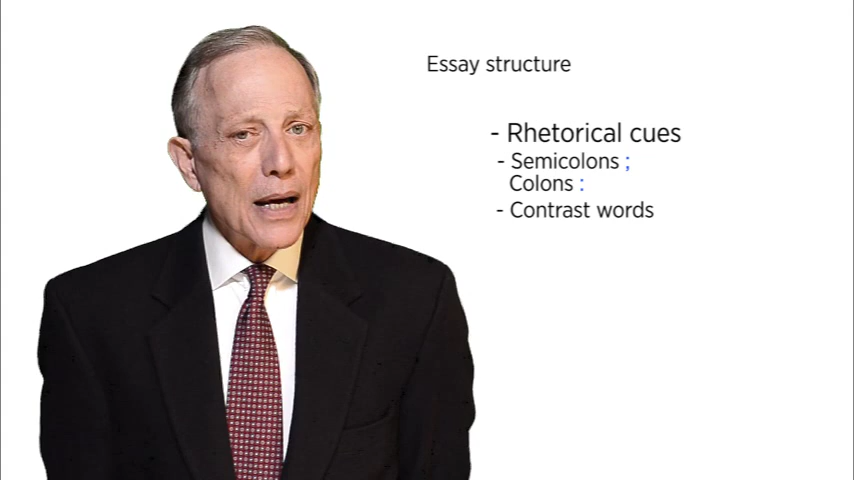 Essay structure
- Rhetorical cues
- Semicolons ;
Colons :
- Contrast words